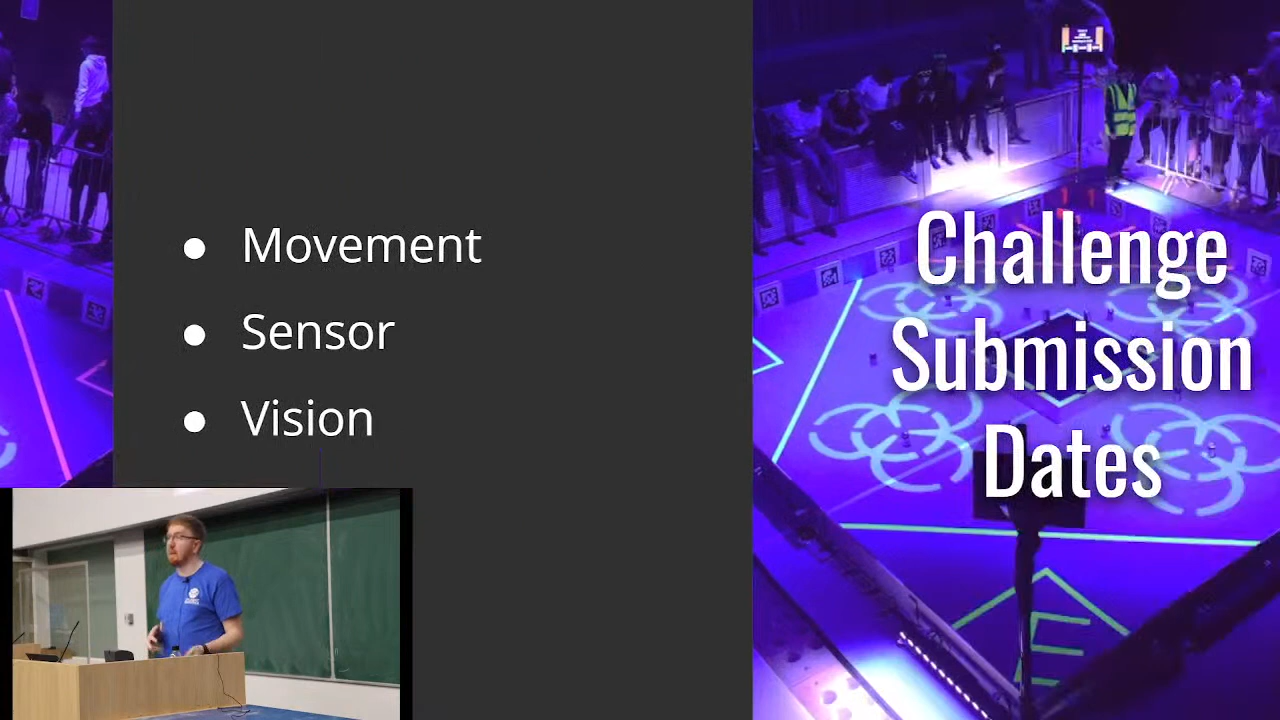 Movement
Sensor
Vision
Challenge
Submission
Dates
E